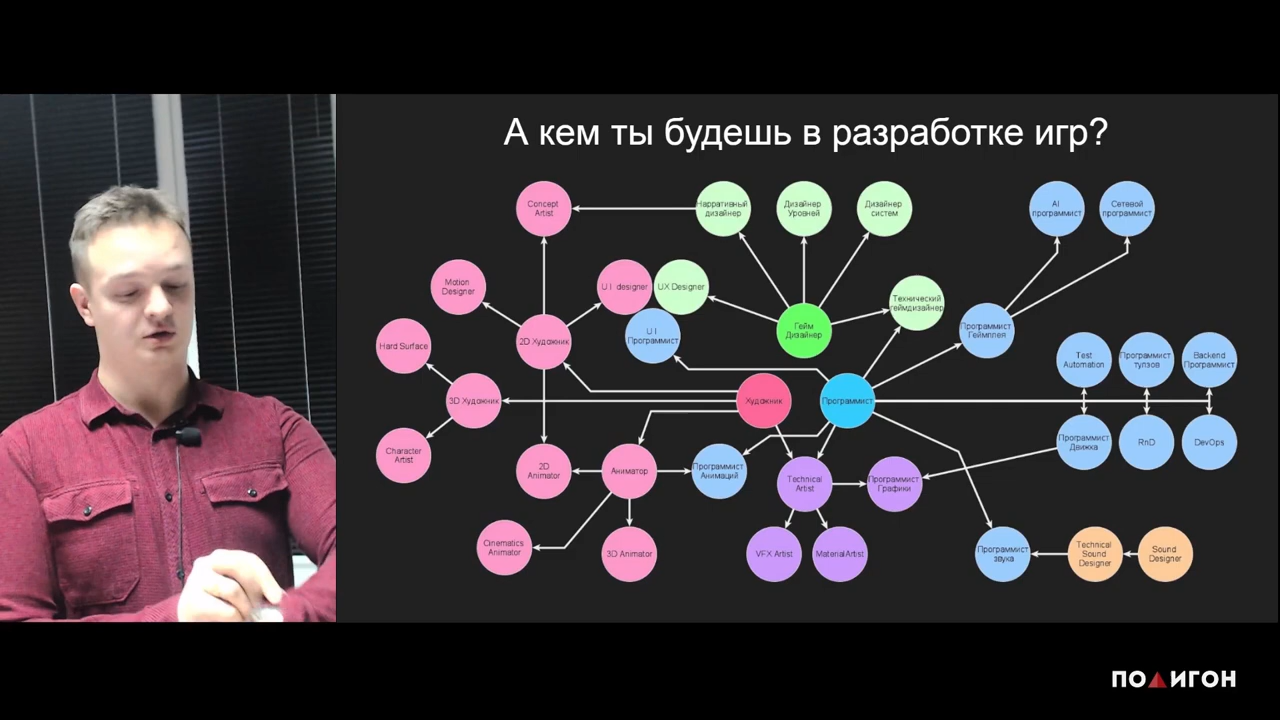 А кем ты будешь в разработке игр?
Concept
Artist
Нарративный
дизайнер
Дизайнер
Уровней
Дизайнер
систем
AI
программист
Сетевой
программист
Motion
Designer
U I designer
UX Designer
Технический
геймдизайнер
U I
Программист
Гейм
Дизайнер
Программист
Геймплея
Hard Surface
2D Художник
Test
Automation
Программист
тулзов
Backend
Программист
3D Художник
Художник
Программист
Character
Artist
2D
Animator
Аниматор
Программист
Анимаций
Technical
Artist
Программист
Графики
Программист
Движка
RnD
DevOps
Cinematics
Animator
3D Animator
VFX Artist
MaterialArtist
Программист
звука
Technical
Sound
Designer
Sound
Designer
ПОЛИГОН